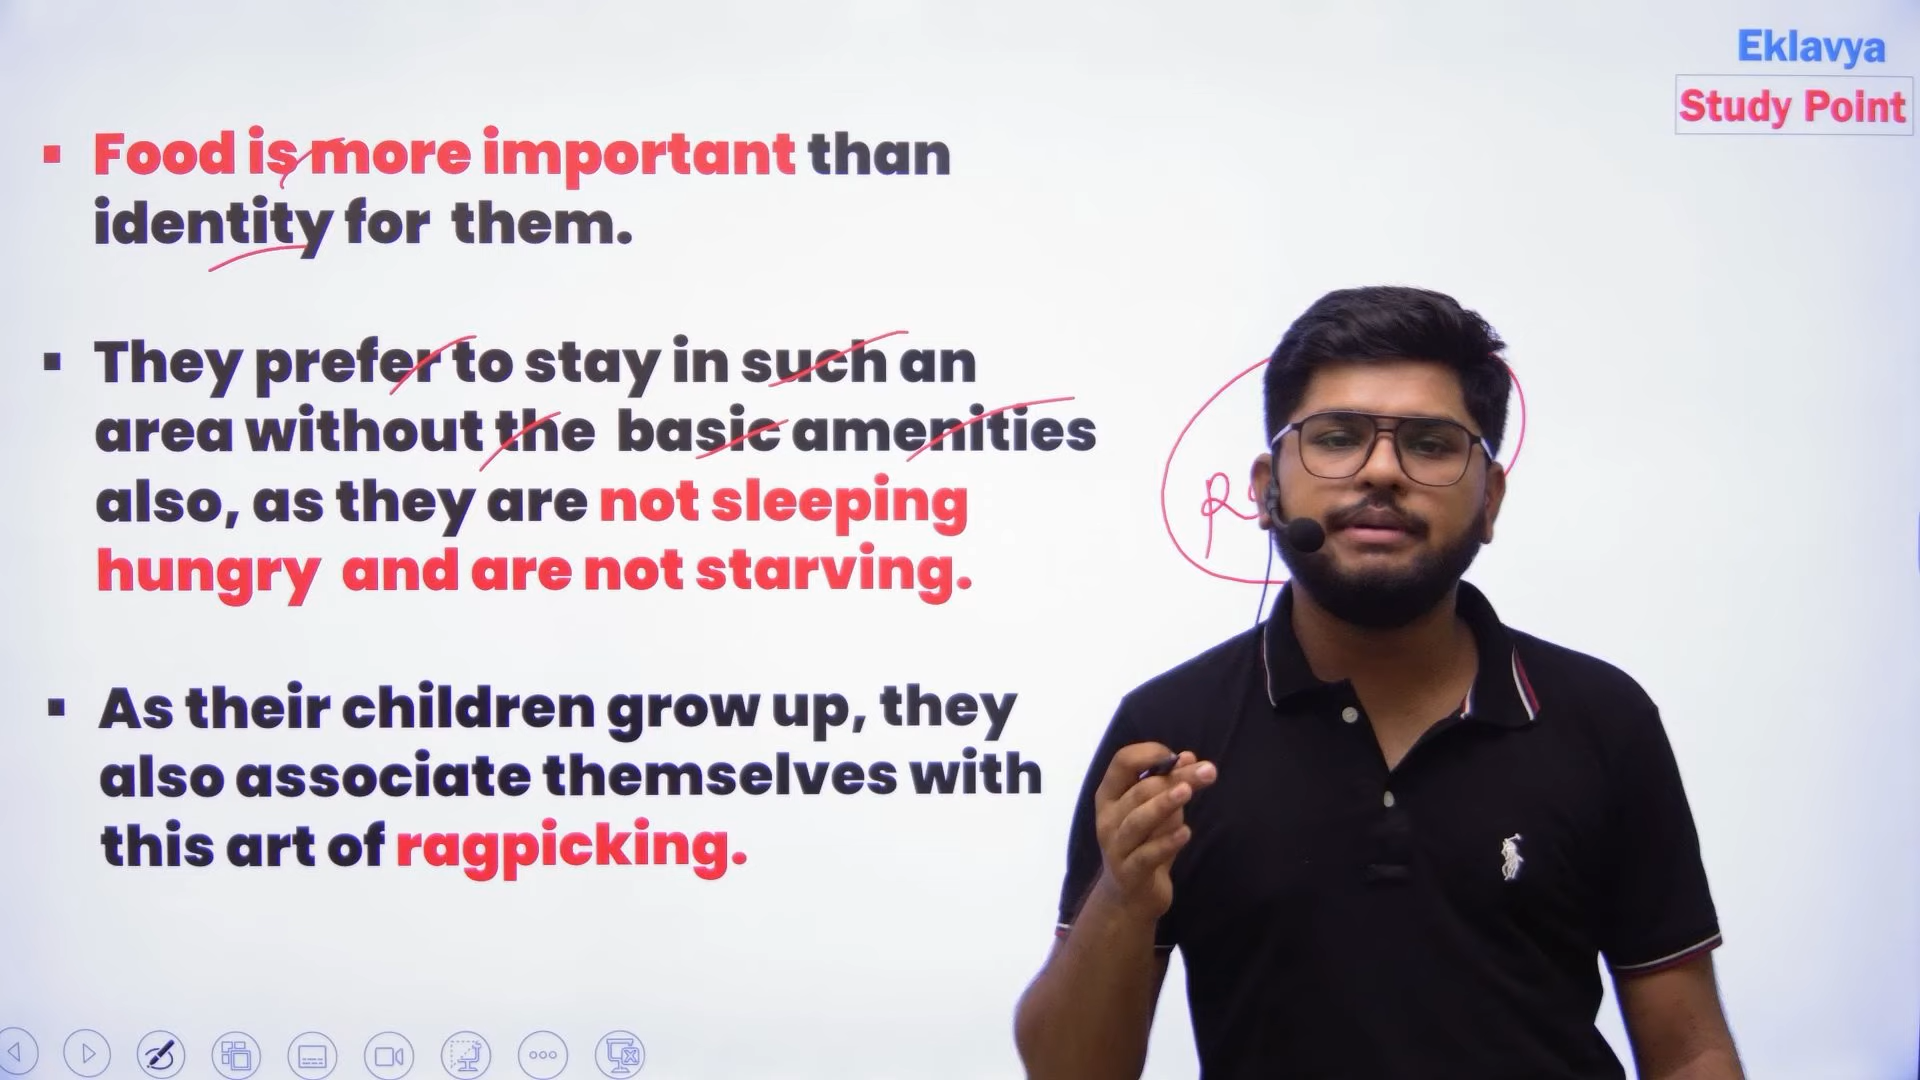 Eklavya
Study Point
Food is more important than
identity for them.
They prefer to stay in such an
area without the basic amenities
also, as they are not sleeping
hungry and are not starving.
As their children grow up, they
also associate themselves with
this art of ragpicking.